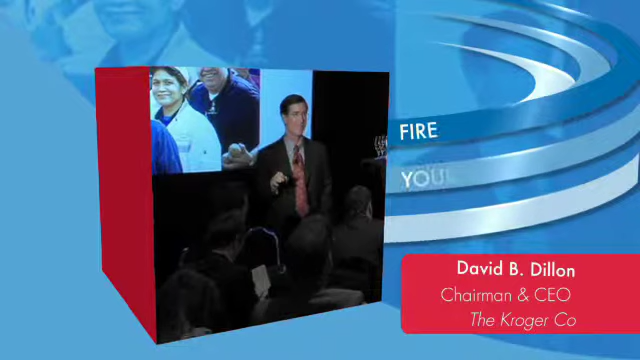 FIRE
YOU
David B. Dillon
Chairman & CEO
The Kroger Co